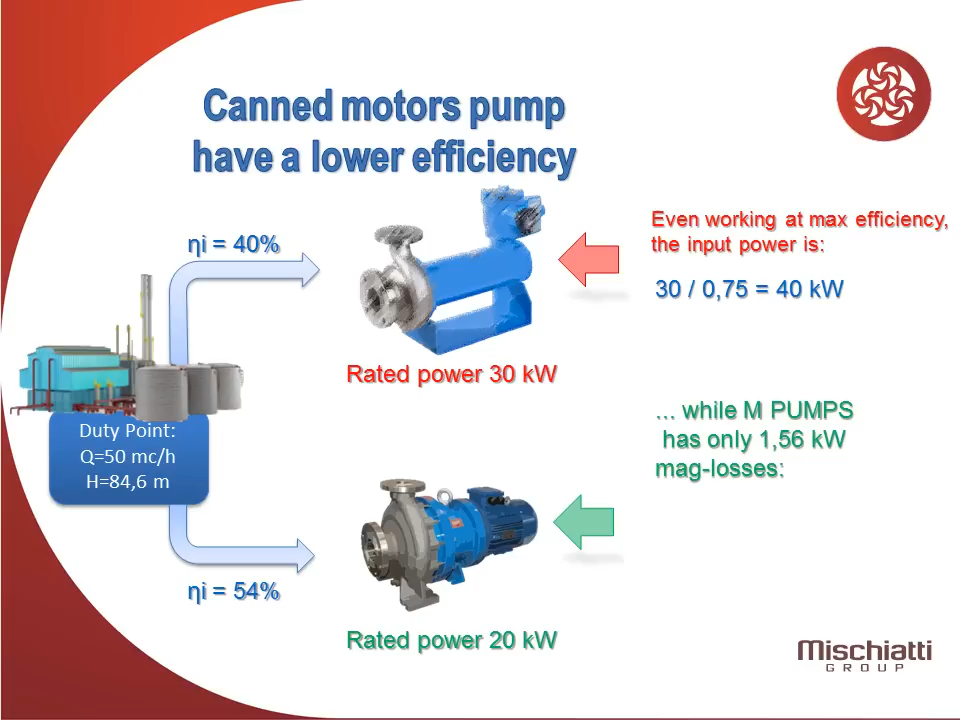 Canned motors pump
have a lower efficiency
ηi = 40%
Even working at max efficiency,
the input power is:
30 / 0,75 = 40 kW
Rated power 30 kW
... while M PUMPS
has only 1,56 kW
mag-losses:
Duty Point:
Q=50 mc/h
H=84,6 m
ηi = 54%
Rated power 20 kW
Mischiatti
GROUP